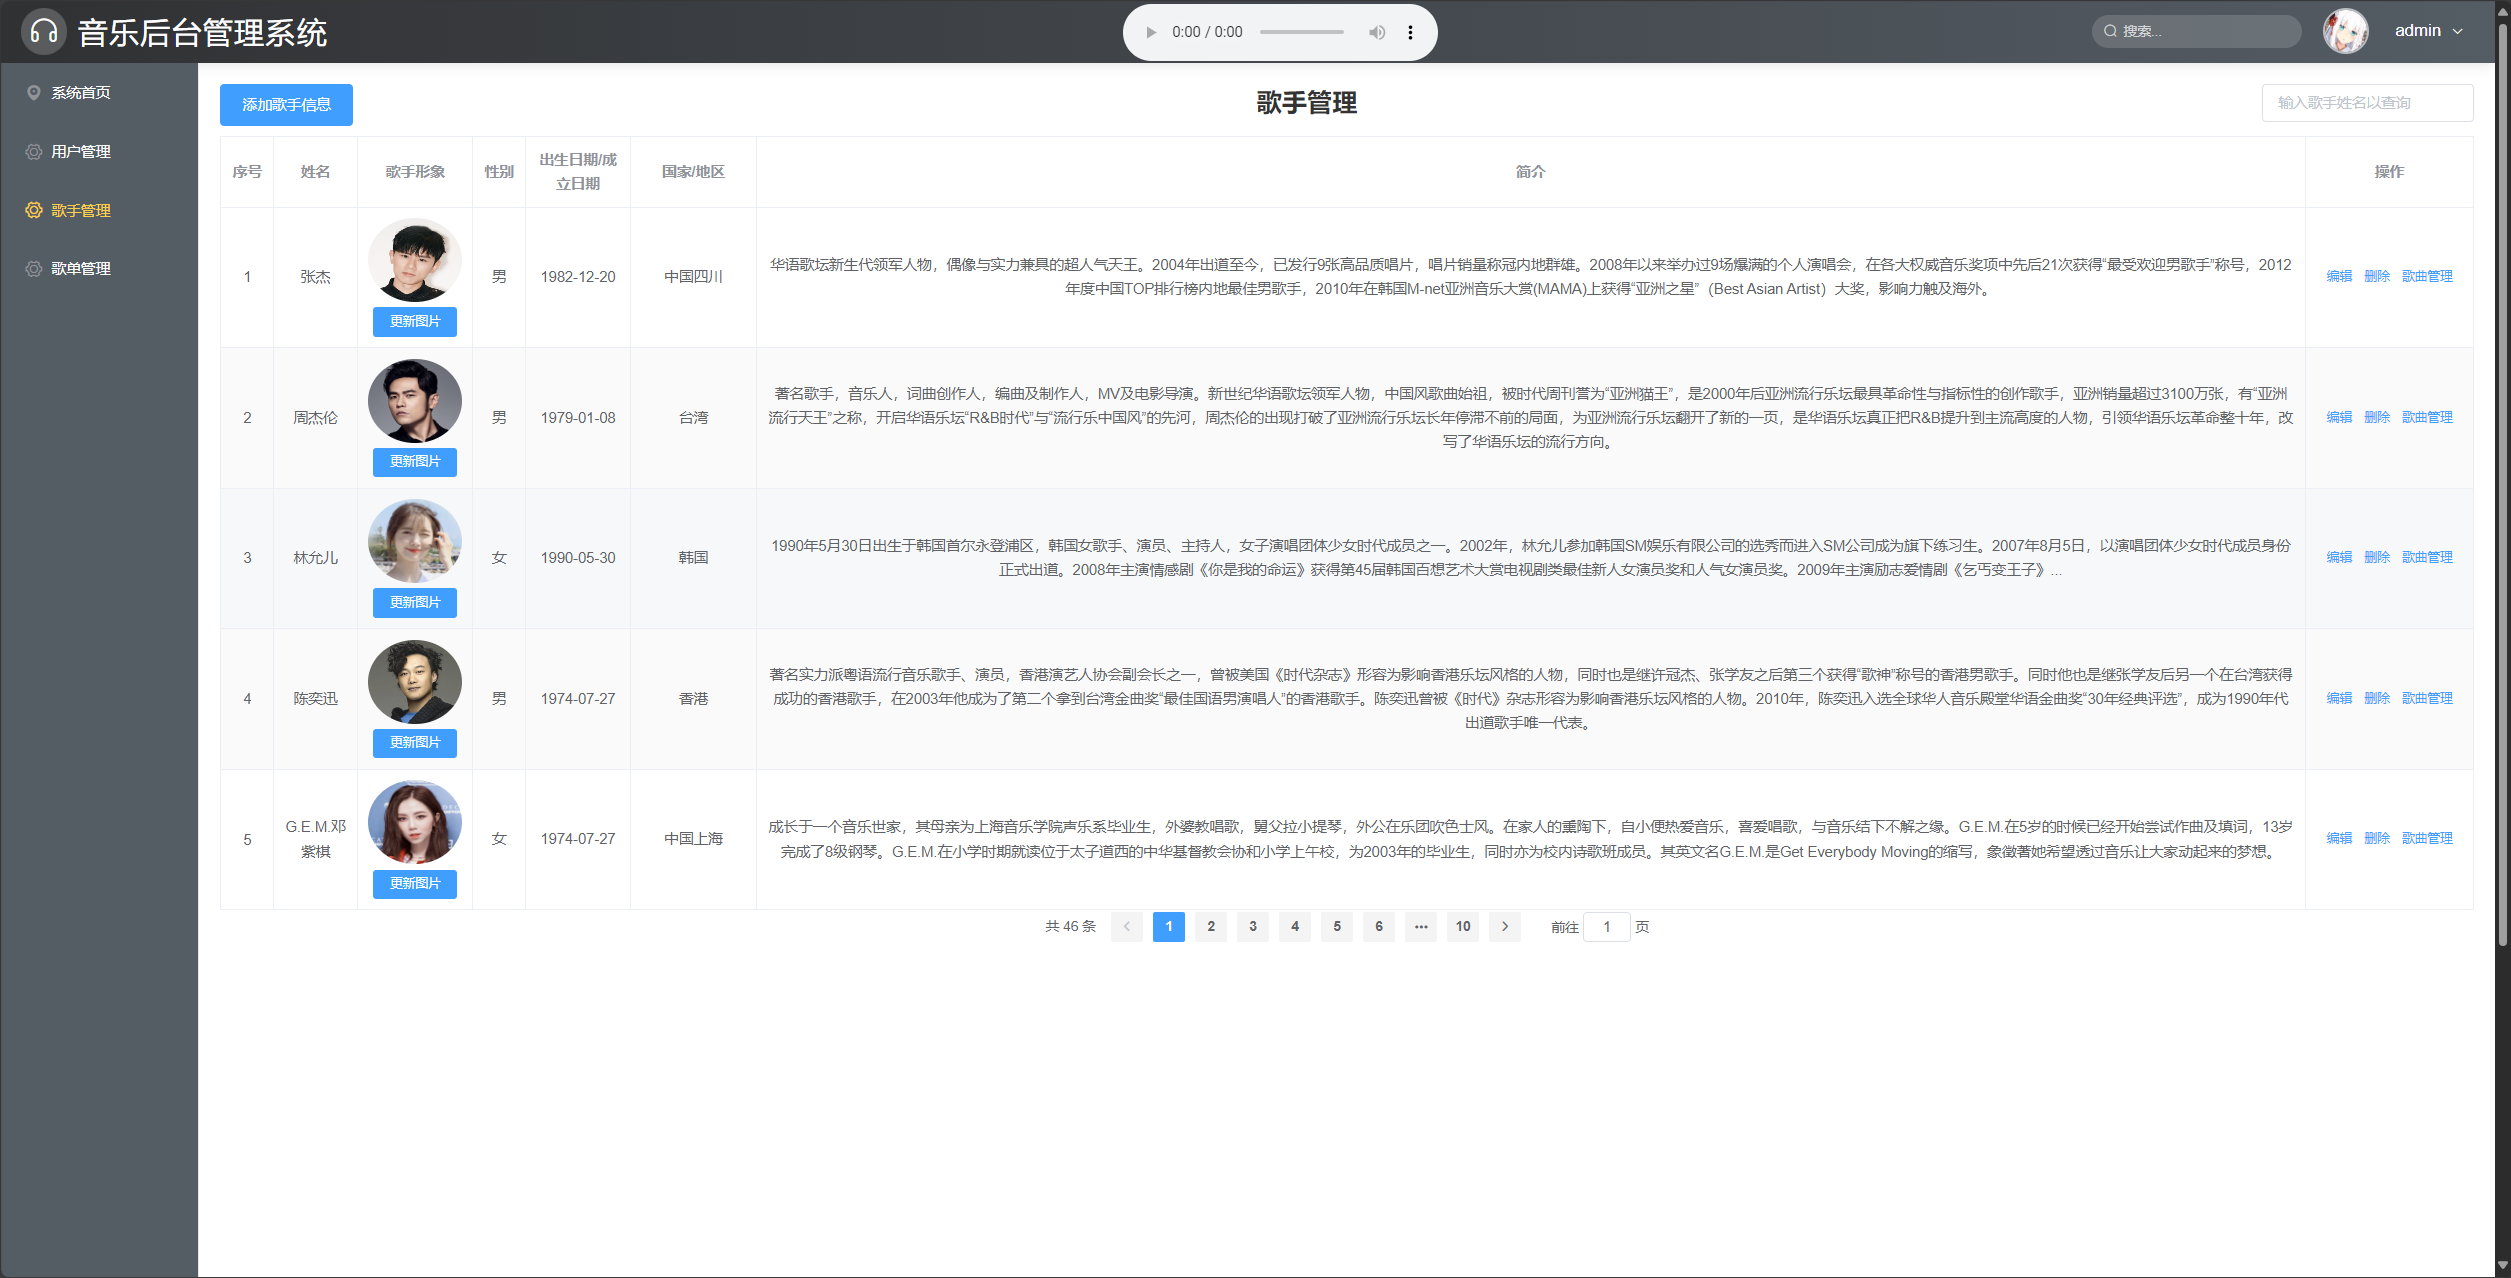 音乐后台管理系统
0:00 / 0:00
搜索...
admin
系统首页
用户管理
歌手管理
歌单管理
添加歌手信息
歌手管理
输入歌手姓名以查询
序号
姓名
歌手形象
性别
出生日期/成
立日期
国家/地区
简介
操作
1
张杰
更新图片
男
1982-12-20
中国四川
华语歌坛新生代领军人物，偶像与实力兼具的超人气天王。2004年出道至今，已发行9张高品质唱片，唱片销量称冠内地群雄。2008年以来举办过9场爆满的个人演唱会，在各大权威音乐奖项中先后21次获得“最受欢迎男歌手”称号，2012
年度中国TOP排行榜内地最佳男歌手，2010年在韩国M-net亚洲音乐大赏(MAMA)上获得“亚洲之星”（Best Asian Artist）大奖，影响力触及海外。
编辑 删除 歌曲管理
2
周杰伦
更新图片
男
1979-01-08
台湾
著名歌手，音乐人，词曲创作人，编曲及制作人，MV及电影导演。新世纪华语歌坛领军人物，中国风歌曲始祖，被时代周刊誉为“亚洲猫王”，是2000年后亚洲流行乐坛最具革命性与指标性的创作歌手，亚洲销量超过3100万张，有“亚洲
流行天王”之称，开启华语乐坛“R&B时代”与“流行乐中国风”的先河，周杰伦的出现打破了亚洲流行乐坛长年停滞不前的局面，为亚洲流行乐坛翻开了新的一页，是华语乐坛真正把R&B提升到主流高度的人物，引领华语乐坛革命整十年，改
写了华语乐坛的流行方向。
编辑 删除 歌曲管理
3
林允儿
更新图片
女
1990-05-30
韩国
1990年5月30日出生于韩国首尔永登浦区，韩国女歌手、演员、主持人，女子演唱团体少女时代成员之一。2002年，林允儿参加韩国SM娱乐有限公司的选秀而进入SM公司成为旗下练习生。2007年8月5日，以演唱团体少女时代成员身份
正式出道。2008年主演情感剧《你是我的命运》获得第45届韩国百想艺术大赏电视剧类最佳新人女演员奖和人气女演员奖。2009年主演励志爱情剧《乞丐变王子》...
编辑 删除 歌曲管理
4
陈奕迅
更新图片
男
1974-07-27
香港
著名实力派粤语流行音乐歌手、演员，香港演艺人协会副会长之一，曾被美国《时代杂志》形容为影响香港乐坛风格的人物，同时也是继许冠杰、张学友之后第三个获得“歌神”称号的香港男歌手。同时他也是继张学友后另一个在台湾获得
成功的香港歌手，在2003年他成为了第二个拿到台湾金曲奖“最佳国语男演唱人”的香港歌手。陈奕迅曾被《时代》杂志形容为影响香港乐坛风格的人物。2010年，陈奕迅入选全球华人音乐殿堂华语金曲奖“30年经典评选”，成为1990年代
出道歌手唯一代表。
编辑 删除 歌曲管理
5
G.E.M.邓
紫棋
更新图片
女
1974-07-27
中国上海
成长于一个音乐世家，其母亲为上海音乐学院声乐系毕业生，外婆教唱歌，舅父拉小提琴，外公在乐团吹色士风。在家人的熏陶下，自小便热爱音乐，喜爱唱歌，与音乐结下不解之缘。G.E.M.在5岁的时候已经开始尝试作曲及填词，13岁
完成了8级钢琴。G.E.M.在小学时期就读位于太子道西的中华基督教会协和小学上午校，为2003年的毕业生，同时亦为校内诗歌班成员。其英文名G.E.M.是Get Everybody Moving的缩写，象徵著她希望透过音乐让大家动起来的梦想。
编辑 删除 歌曲管理
共 46 条 1 2 3 4 5 6 ... 10 前往 1 页